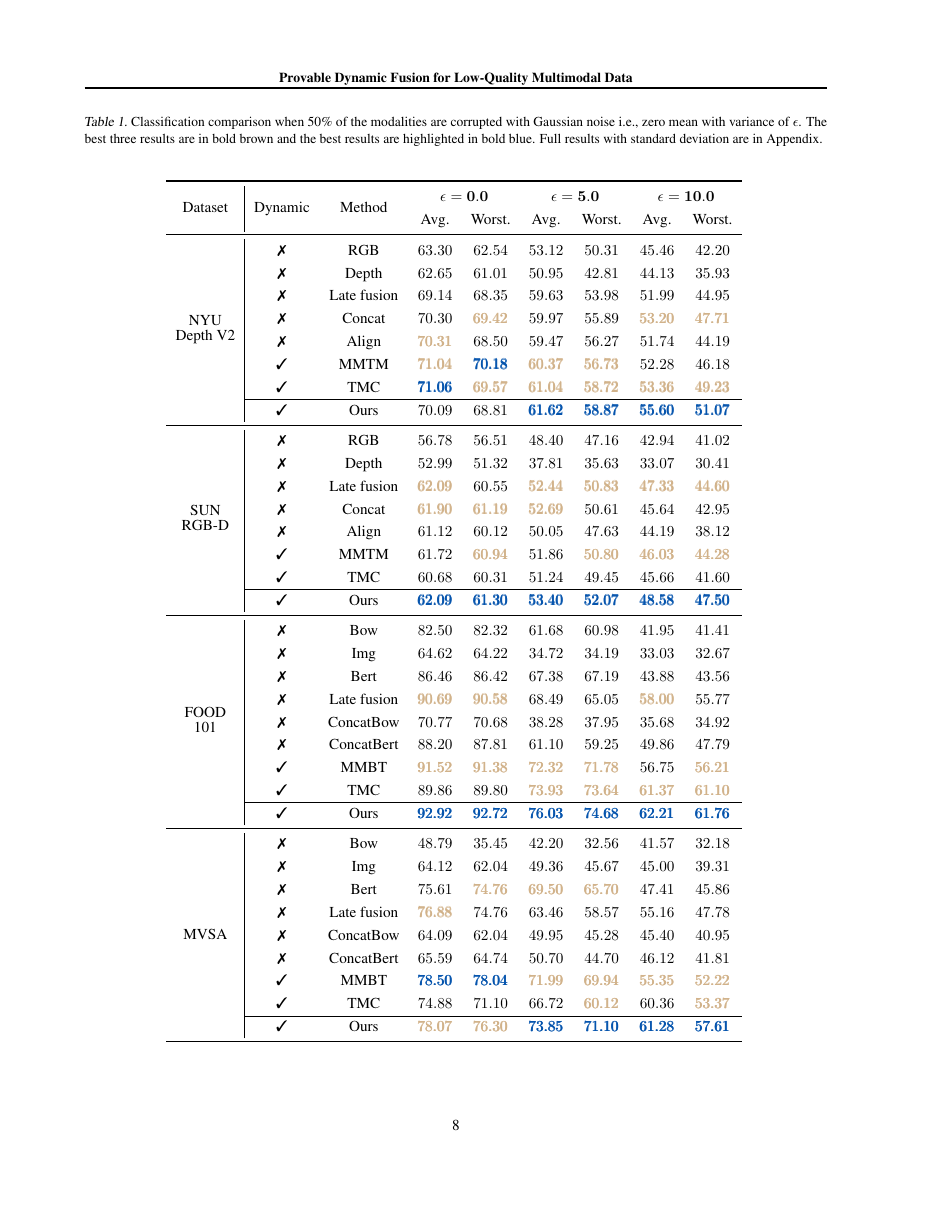 Provable Dynamic Fusion for Low-Quality Multimodal Data
Table 1. Classification comparison when 50% of the modalities are corrupted with Gaussian noise i.e., zero mean with variance of ϵ. The
best three results are in bold brown and the best results are highlighted in bold blue. Full results with standard deviation are in Appendix.
Dataset Dynamic Method ϵ = 0.0 ϵ = 5.0 ϵ = 10.0
Avg. Worst. Avg. Worst. Avg. Worst.
NYU Depth V2
✗ RGB 63.30 62.54 53.12 50.31 45.46 42.20
✗ Depth 62.65 61.01 50.95 42.81 44.13 35.93
✗ Late fusion 69.14 68.35 59.63 53.98 51.99 44.95
✗ Concat 70.30 69.42 59.97 55.89 53.20 47.71
✗ Align 70.31 68.50 59.47 56.27 51.74 44.19
✓ MMTM 71.04 70.18 60.37 56.73 52.28 46.18
✓ TMC 71.06 69.57 61.04 58.72 53.36 49.23
✓ Ours 70.09 68.81 61.62 58.87 55.60 51.07
SUN RGB-D
✗ RGB 56.78 56.51 48.40 47.16 42.94 41.02
✗ Depth 52.99 51.32 37.81 35.63 33.07 30.41
✗ Late fusion 62.09 60.55 52.44 50.83 47.33 44.60
✗ Concat 61.90 61.19 52.69 50.61 45.64 42.95
✗ Align 61.12 60.12 50.05 47.63 44.19 38.12
✓ MMTM 61.72 60.94 51.86 50.80 46.03 44.28
✓ TMC 60.68 60.31 51.24 49.45 45.66 41.60
✓ Ours 62.09 61.30 53.40 52.07 48.58 47.50
FOOD 101
✗ Bow 82.50 82.32 61.68 60.98 41.95 41.41
✗ Img 64.62 64.22 34.72 34.19 33.03 32.67
✗ Bert 86.46 86.42 67.38 67.19 43.88 43.56
✗ Late fusion 90.69 90.58 68.49 65.05 58.00 55.77
✗ ConcatBow 70.77 70.68 38.28 37.95 35.68 34.92
✗ ConcatBert 88.20 87.81 61.10 59.25 49.86 47.79
✓ MMBT 91.52 91.38 72.32 71.78 56.75 56.21
✓ TMC 89.86 89.80 73.93 73.64 61.37 61.10
✓ Ours 92.92 92.72 76.03 74.68 62.21 61.76
MVSA
✗ Bow 48.79 35.45 42.20 32.56 41.57 32.18
✗ Img 64.12 62.04 49.36 45.67 45.00 39.31
✗ Bert 75.61 74.76 69.50 65.70 47.41 45.86
✗ Late fusion 76.88 74.76 63.46 58.57 55.16 47.78
✗ ConcatBow 64.09 62.04 49.95 45.28 45.40 40.95
✗ ConcatBert 65.59 64.74 50.70 44.70 46.12 41.81
✓ MMBT 78.50 78.04 71.99 69.94 55.35 52.22
✓ TMC 74.88 71.10 66.72 60.12 60.36 53.37
✓ Ours 78.07 76.30 73.85 71.10 61.28 57.61
8